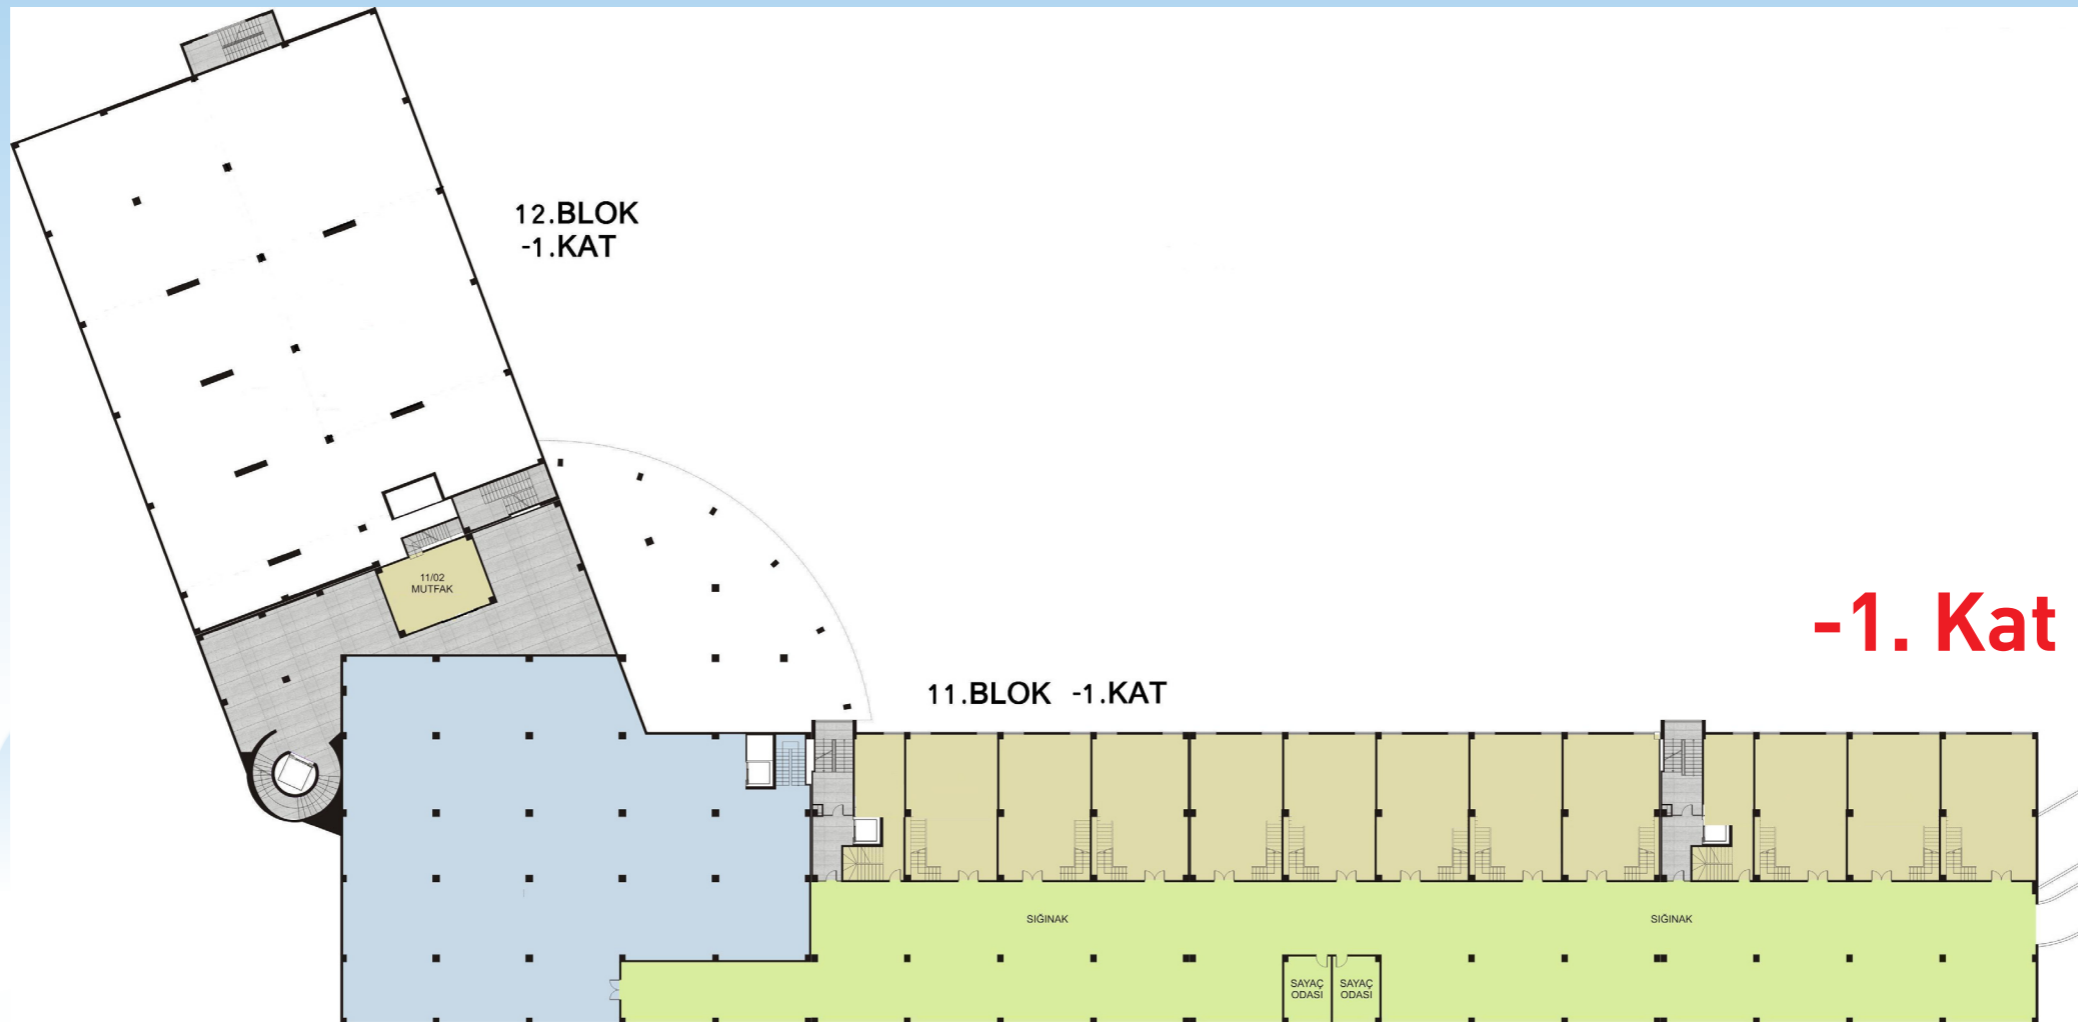 12.BLOK
-1.KAT
11/02
MUTFAK
-1. Kat
11.BLOK -1.KAT
SIĞINAK
SIĞINAK
SAYAÇ
ODASI
SAYAÇ
ODASI